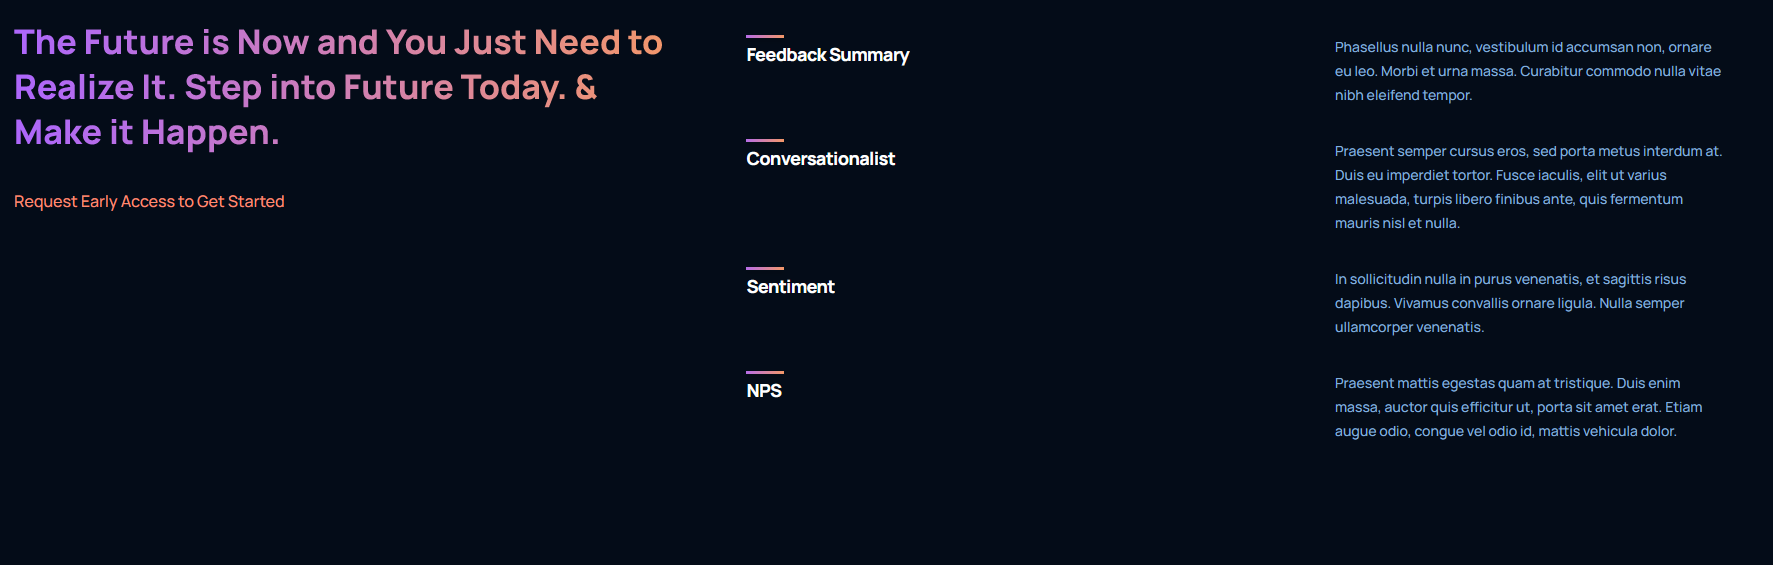 The Future is Now and You Just Need to
Realize It. Step into Future Today. &
Make it Happen.
Request Early Access to Get Started
Feedback Summary
Phasellus nulla nunc, vestibulum id accumsan non, ornare
eu leo. Morbi et urna massa. Curabitur commodo nulla vitae
nibh eleifend tempor.
Conversationalist
Praesent semper cursus eros, sed porta metus interdum at.
Duis eu imperdiet tortor. Fusce iaculis, elit ut varius
malesuada, turpis libero finibus ante, quis fermentum
mauris nisl et nulla.
Sentiment
In sollicitudin nulla in purus venenatis, et sagittis risus
dapibus. Vivamus convallis ornare ligula. Nulla semper
ullamcorper venenatis.
NPS
Praesent mattis egestas quam at tristique. Duis enim
massa, auctor quis efficitur ut, porta sit amet erat. Etiam
augue odio, congue vel odio id, mattis vehicula dolor.